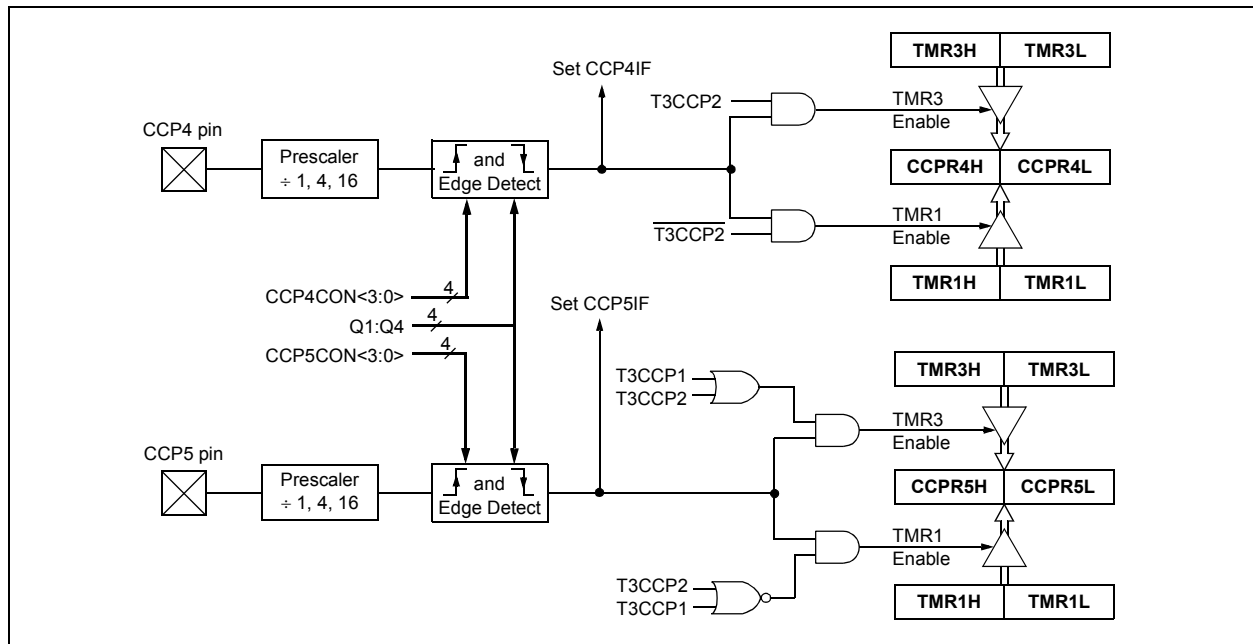 TMR3H TMR3L
Set CCP4IF
T3CCP2
TMR3
Enable
CCP4 pin
Prescaler
÷ 1, 4, 16
and
Edge Detect
CCPR4H CCPR4L
T3CCP2
TMR1
Enable
TMR1H TMR1L
CCP4CON<3:0> 4
Q1:Q4 4
CCP5CON<3:0> 4
Set CCP5IF
TMR3H TMR3L
T3CCP1
T3CCP2
TMR3
Enable
CCP5 pin
Prescaler
÷ 1, 4, 16
and
Edge Detect
CCPR5H CCPR5L
TMR1
Enable
T3CCP2
T3CCP1
TMR1H TMR1L